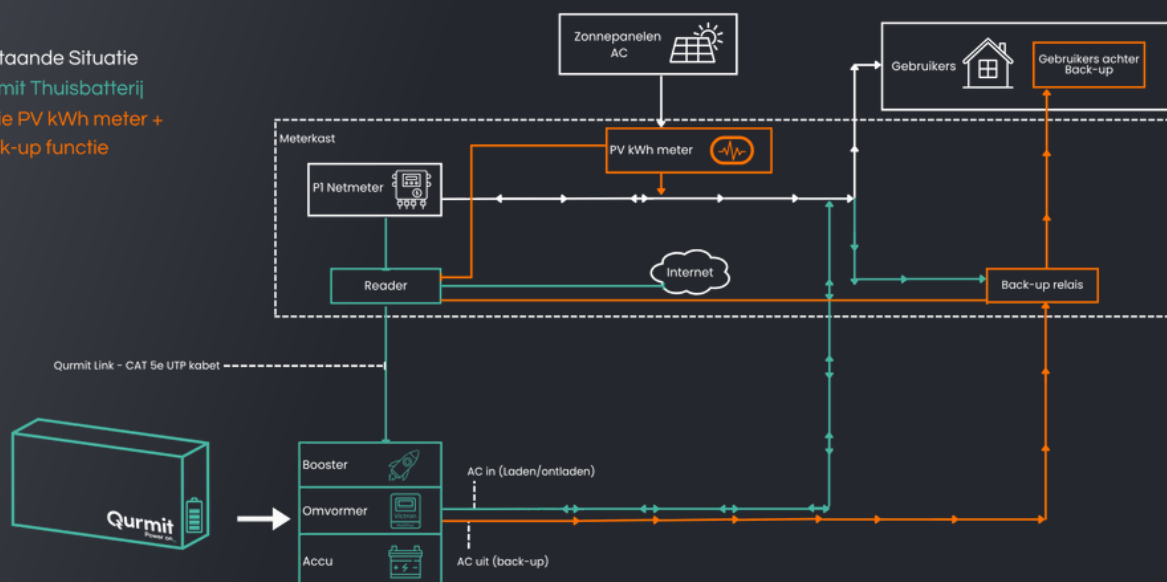 taande Situatie
mit Thuisbatterij
ie PV kWh meter +
k-up functie
Zonnepanelen
AC
Gebruikers
Gebruikers achter
Back-up
Meterkast
PV kWh meter
P1 Netmeter
Reader
Internet
Back-up relais
Qurmit Link - CAT 5e UTP kabet
Booster
AC in (Laden/ontladen)
Omvormer
Qurmit
Power on..
AC uit (back-up)
Accu